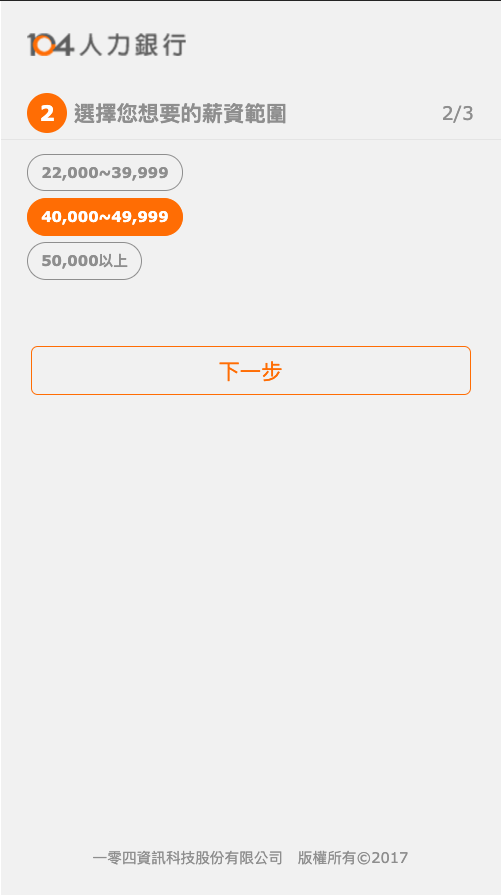 104人力銀行
2 選擇您想要的薪資範圍 2/3
22,000~39,999
40,000~49,999
50,000以上
下一步
一零四資訊科技股份有限公司 版權所有©2017